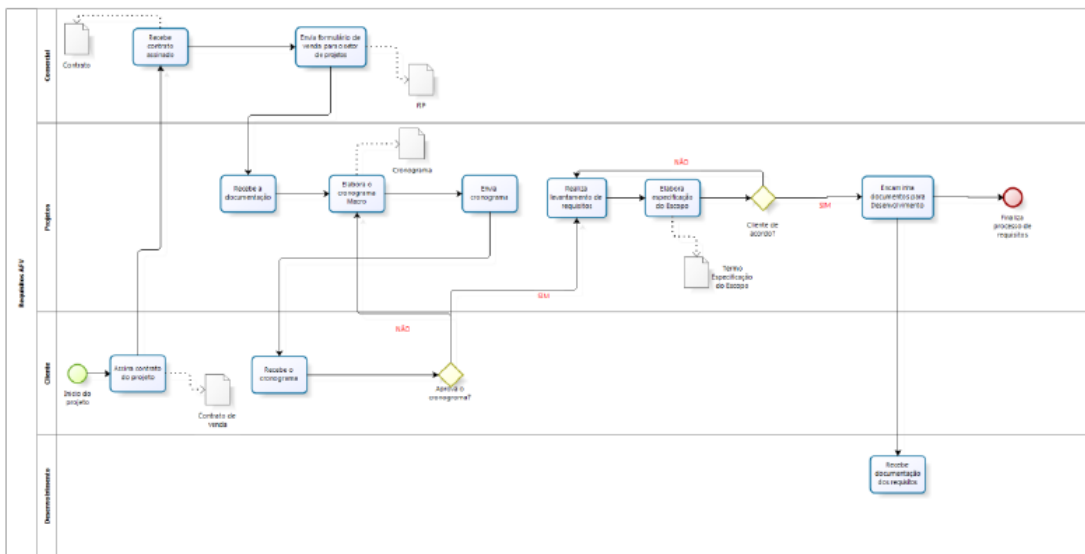 Requisitos AFV
Comercial
Contrato
Recebe
contrato
assinado
Envia formulário de
venda para o setor
de projetos
Projetos
Recebe a
documentação
Elabora o
cronograma
Macro
Cronograma
Envia
cronograma
NÃO
Realiza
levantamento de
requisitos
Elabora
especificação
do Escopo
Cliente de
acordo?
SIM
Encaminha
documentos para
Desenvolvimento
Finaliza
processo de
requisitos
Termo
Especificação
do Escopo
SIM
NÃO
Cliente
Início do
projeto
Assina contrato
do projeto
Contrato de
venda
Recebe o
cronograma
Aprova o
cronograma?
Desenvolvimento
Recebe
documentação
dos requisitos